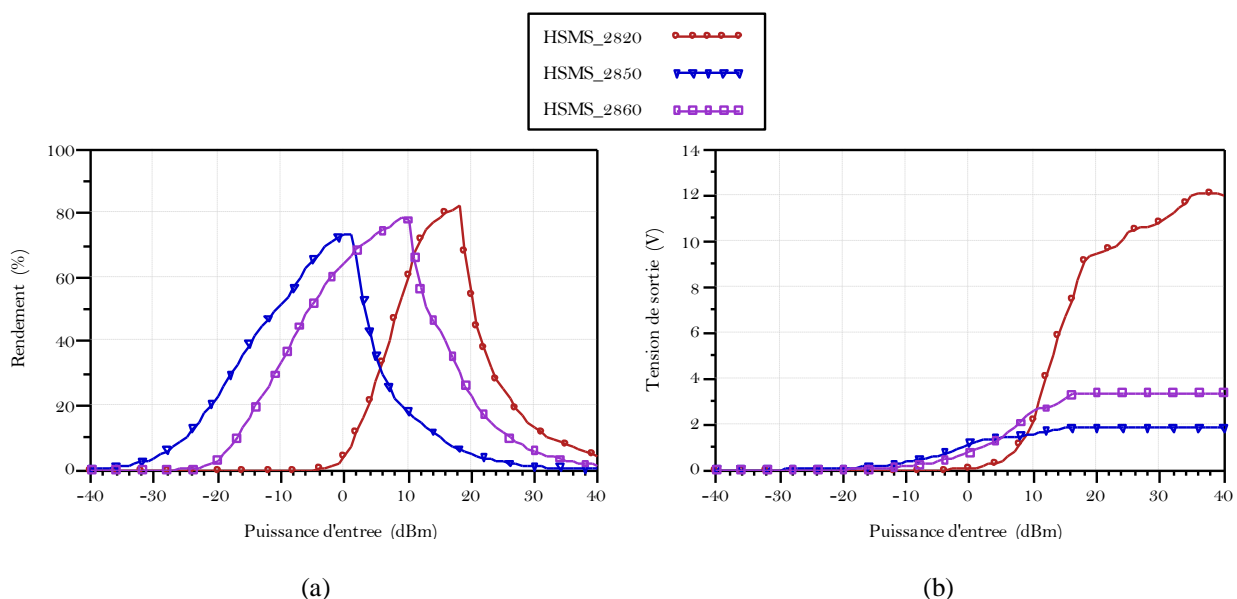 HSMS_2820
HSMS_2850
HSMS_2860
100
80
60
40
20
0
Rendement (%)
-40 -30 -20 -10 0 10 20 30 40
Puissance d'entree (dBm)
(a)
14
12
10
8
6
4
2
0
Tension de sortie (V)
-40 -30 -20 -10 0 10 20 30 40
Puissance d'entree (dBm)
(b)